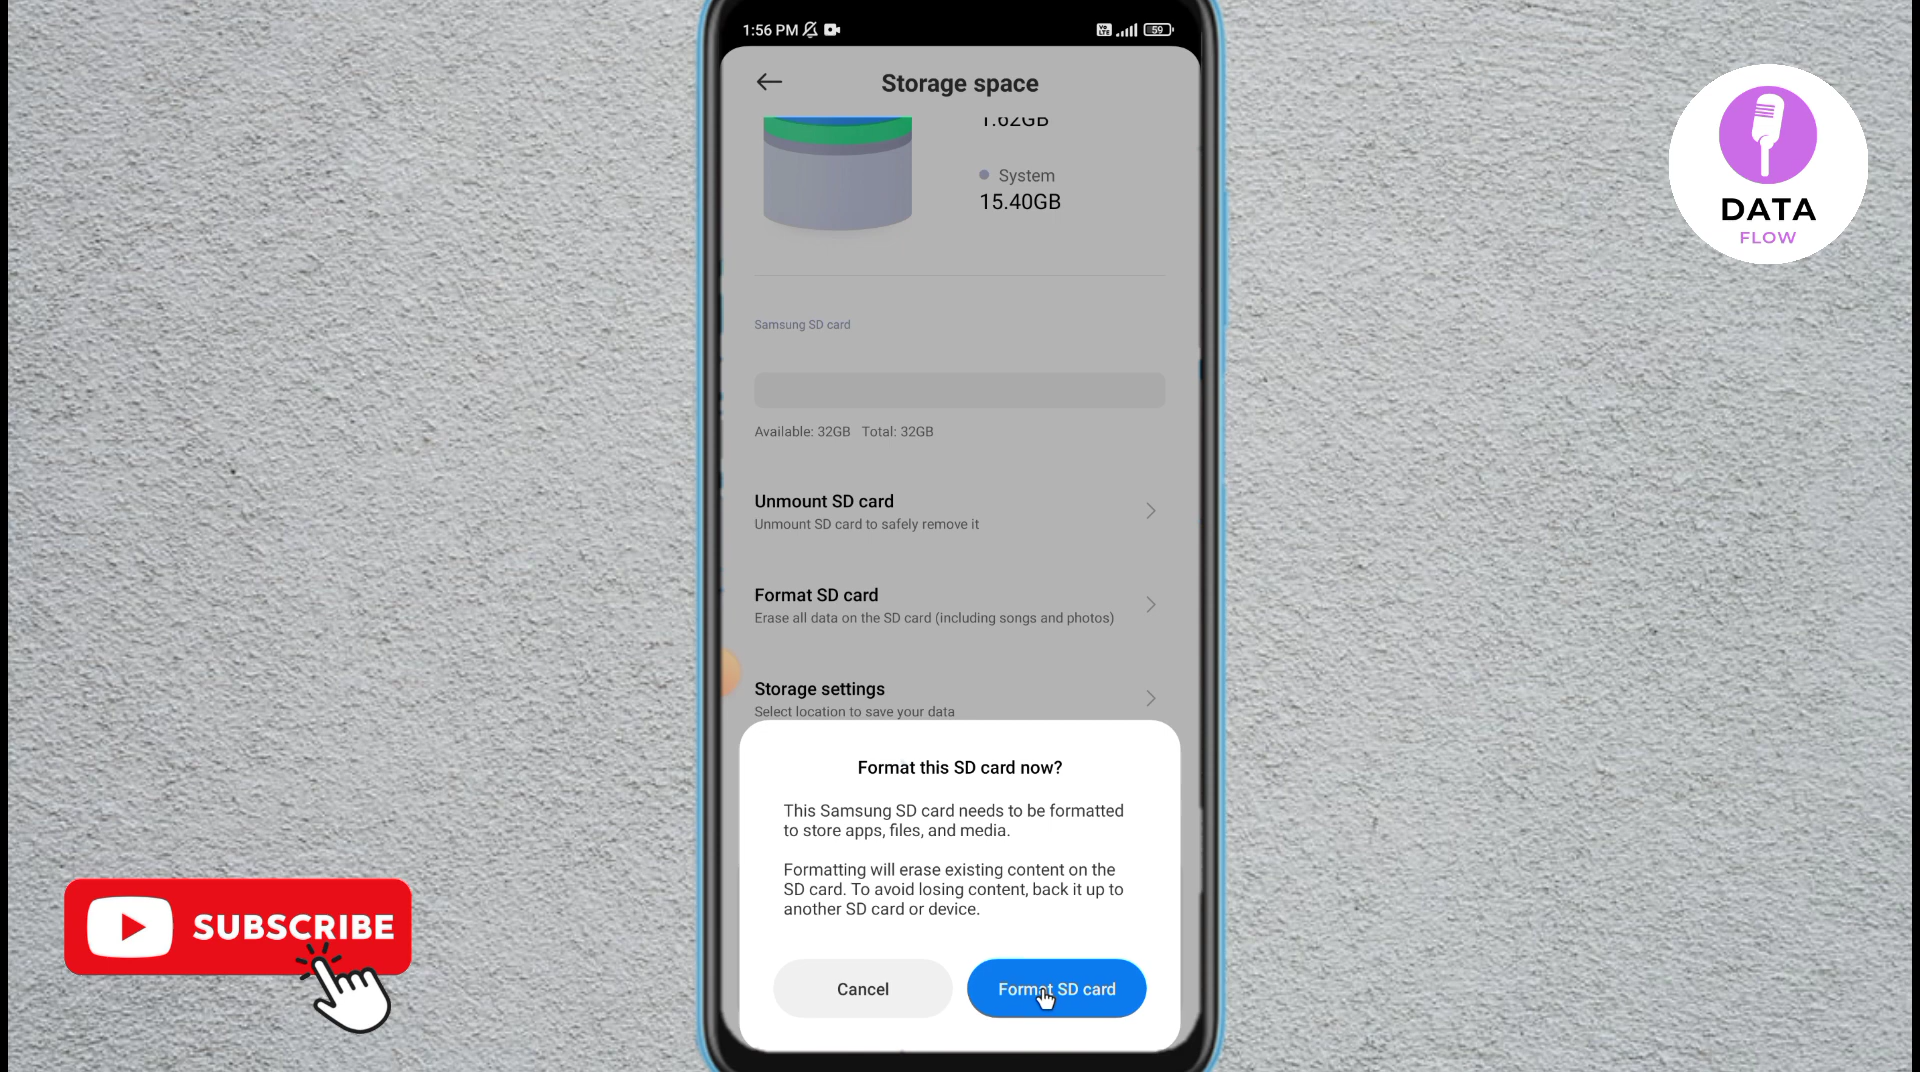 1:56 PM
59
Storage space
1.62GB
System
15.40GB
Samsung SD card
Available: 32GB Total: 32GB
Unmount SD card
Unmount SD card to safely remove it
Format SD card
Erase all data on the SD card (including songs and photos)
Storage settings
Select location to save your data
Format this SD card now?
This Samsung SD card needs to be formatted
to store apps, files, and media.
Formatting will erase existing content on the
SD card. To avoid losing content, back it up to
another SD card or device.
Cancel
Format SD card
DATA
FLOW
SUBSCRIBE